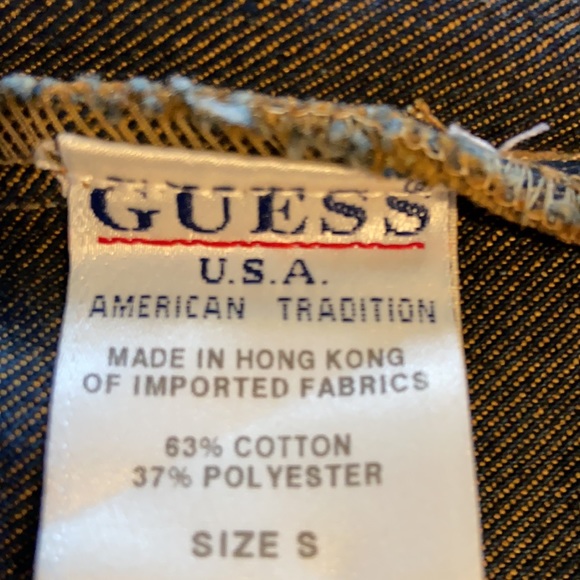 GUESS®
U.S.A.
AMERICAN TRADITION
MADE IN HONG KONG
OF IMPORTED FABRICS
63% COTTON
37% POLYESTER
SIZE S